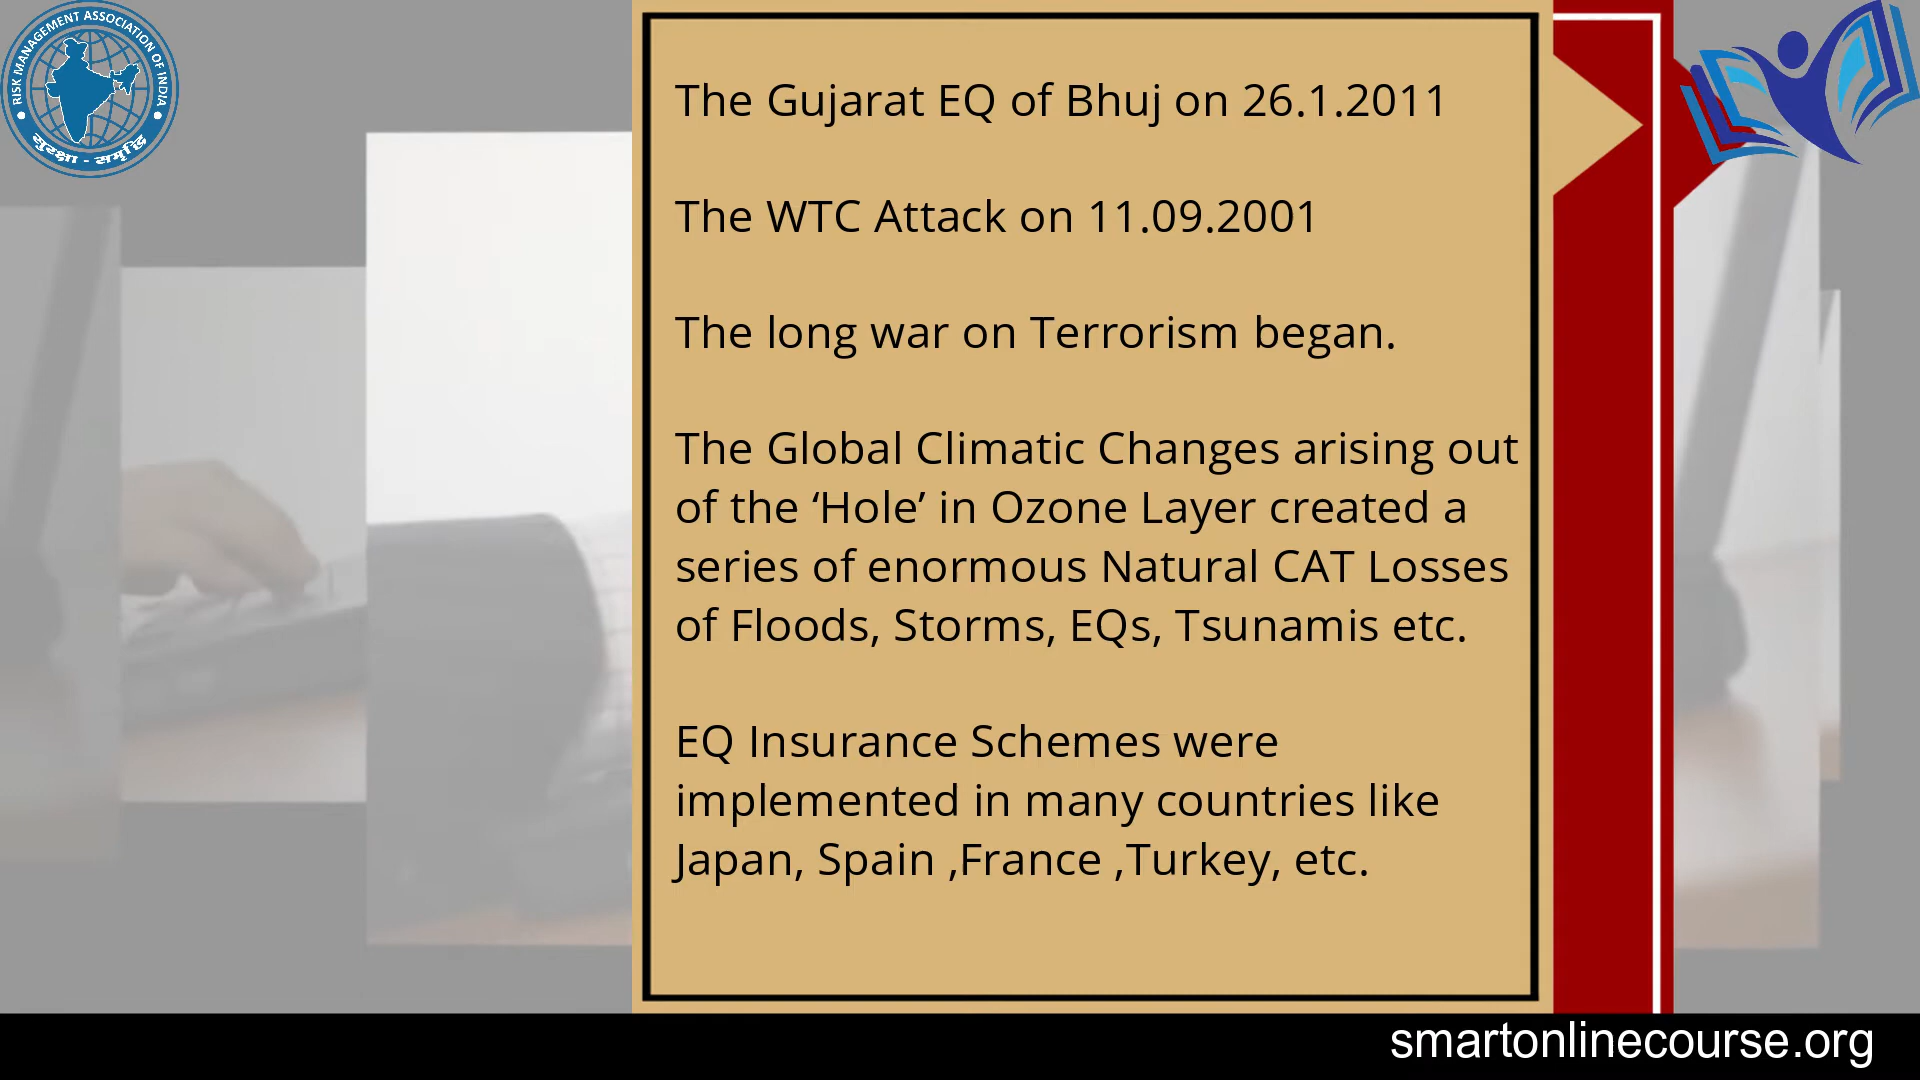 RISK MANAGEMENT ASSOCIATION OF INDIA
सुरक्षा - समृद्धि
The Gujarat EQ of Bhuj on 26.1.2011
The WTC Attack on 11.09.2001
The long war on Terrorism began.
The Global Climatic Changes arising out
of the ‘Hole’ in Ozone Layer created a
series of enormous Natural CAT Losses
of Floods, Storms, EQs, Tsunamis etc.
EQ Insurance Schemes were
implemented in many countries like
Japan, Spain ,France ,Turkey, etc.
smartonlinecourse.org